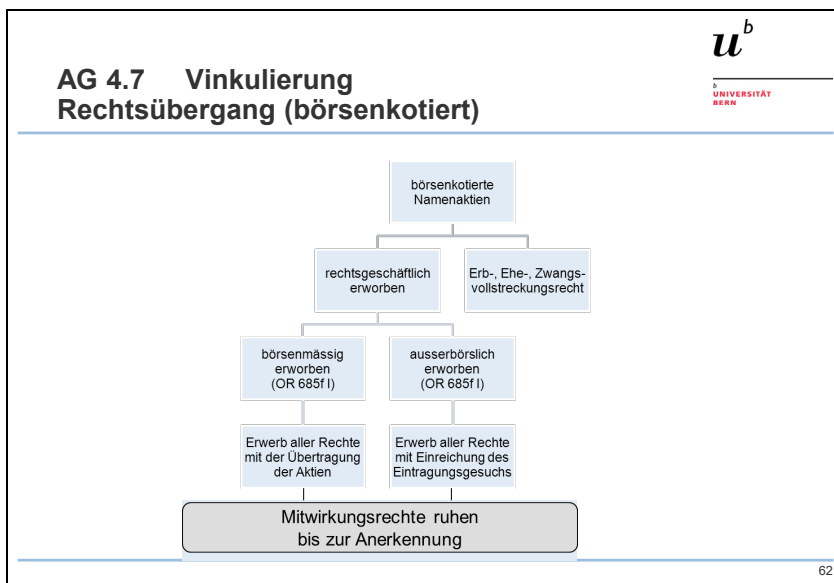 u^b
b
UNIVERSITÄT
BERN
AG 4.7 Vinkulierung
Rechtsübergang (börsenkotiert)
börsenkotierte
Namenaktien
rechtsgeschäftlich
erworben
Erb-, Ehe-, Zwangs-
vollstreckungsrecht
börsenmässig
erworben
(OR 685f I)
ausserbörslich
erworben
(OR 685f I)
Erwerb aller Rechte
mit der Übertragung
der Aktien
Erwerb aller Rechte
mit Einreichung des
Eintragungsgesuchs
Mitwirkungsrechte ruhen
bis zur Anerkennung
62